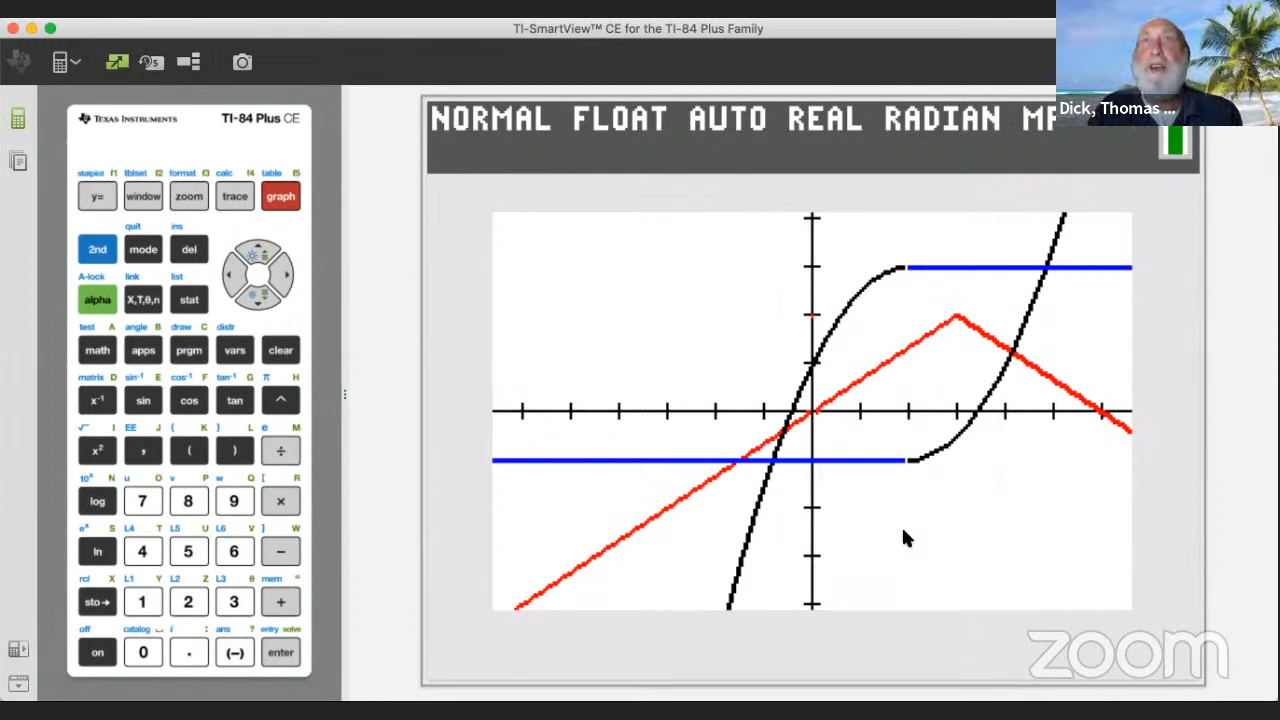 TI-SmartView™ CE for the TI-84 Plus Family
Dick, Thomas ...
TEXAS INSTRUMENTS TI-84 Plus CE
NORMAL FLOAT AUTO REAL RADIAN MP
statplot f1 tblset f2 format f3 calc f4 table f5
y= window zoom trace graph
quit ins
2nd mode del
A-lock link list
alpha X,T,θ,n stat
test A angle B draw C distr
math apps prgm vars clear
matrix D sin⁻¹ E cos⁻¹ F tan⁻¹ G π H
x⁻¹ sin cos tan ^
√ I EE J { K } L e M
x² , ( ) ÷
10ˣ N u O v P w Q [ R
log 7 8 9 ×
eˣ S L4 T L5 U L6 V ] W
ln 4 5 6 −
rcl X L1 Y L2 Z L3 θ mem "
sto→ 1 2 3 +
off catalog i : ans ? entry solve
on 0 . (−) enter
zoom